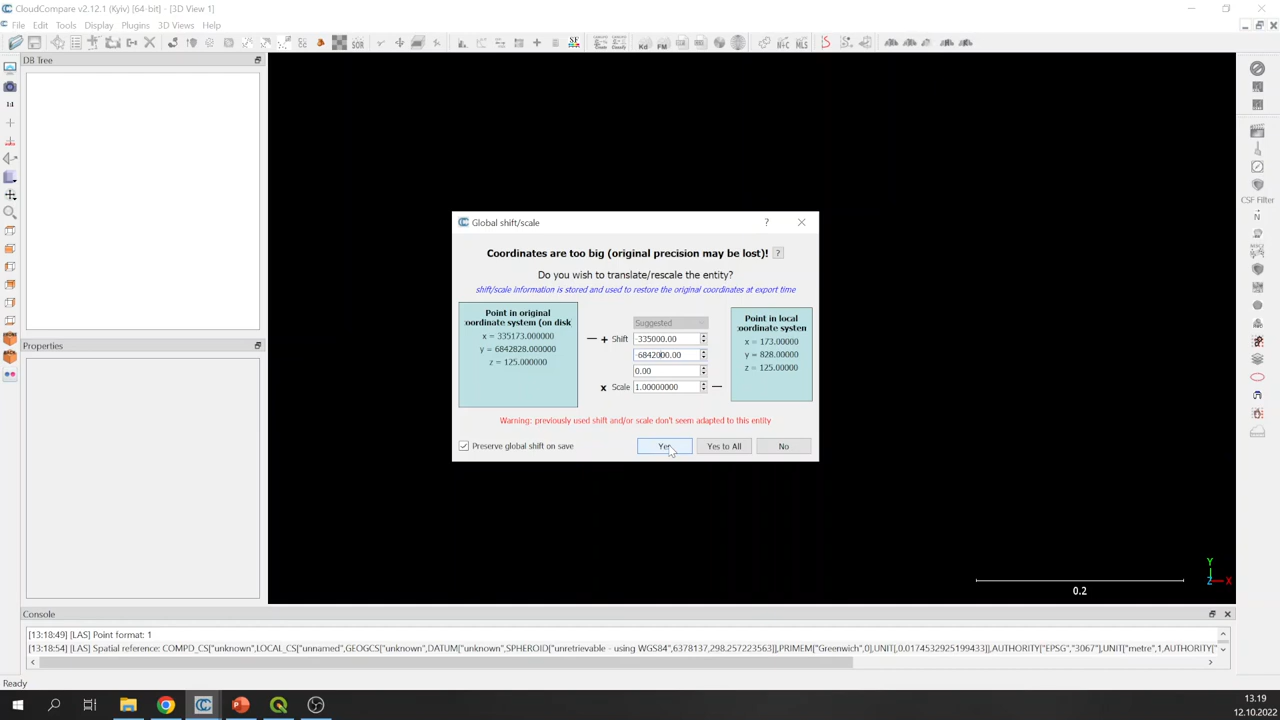 CloudCompare v2.12.1 (Kyiv) [64-bit] - [3D View 1]
File Edit Tools Display Plugins 3D Views Help
SOR
SF
Kd
FM
N+C
MLS
DB Tree
1:1
CSF Filter
N
Global shift/scale
?
Coordinates are too big (original precision may be lost)! ?
Do you wish to translate/rescale the entity?
shift/scale information is stored and used to restore the original coordinates at export time
Point in original
oordinate system (on disk
x = 335173.000000
y = 6842828.000000
z = 125.000000
Suggested
+ Shift -335000.00
-6842000.00
0.00
x Scale 1.00000000
Point in local
oordinate systen
x = 173.00000
y = 828.00000
z = 125.00000
Warning: previously used shift and/or scale don't seem adapted to this entity
Preserve global shift on save
Yes
Yes to All
No
Properties
Y
Z
X
0.2
Console
[13:18:49] [LAS] Point format: 1
[13:18:54] [LAS] Spatial reference: COMPD_CS["unknown",LOCAL_CS["unnamed",GEOGCS["unknown",DATUM["unknown",SPHEROID["unretrievable - using WGS84",6378137,298.257223563]],PRIMEM["Greenwich",0],UNIT[,0.0174532925199433]],AUTHORITY["EPSG","3067"],UNIT["metre",1,AUTHORITY["
Ready
13.19
12.10.2022